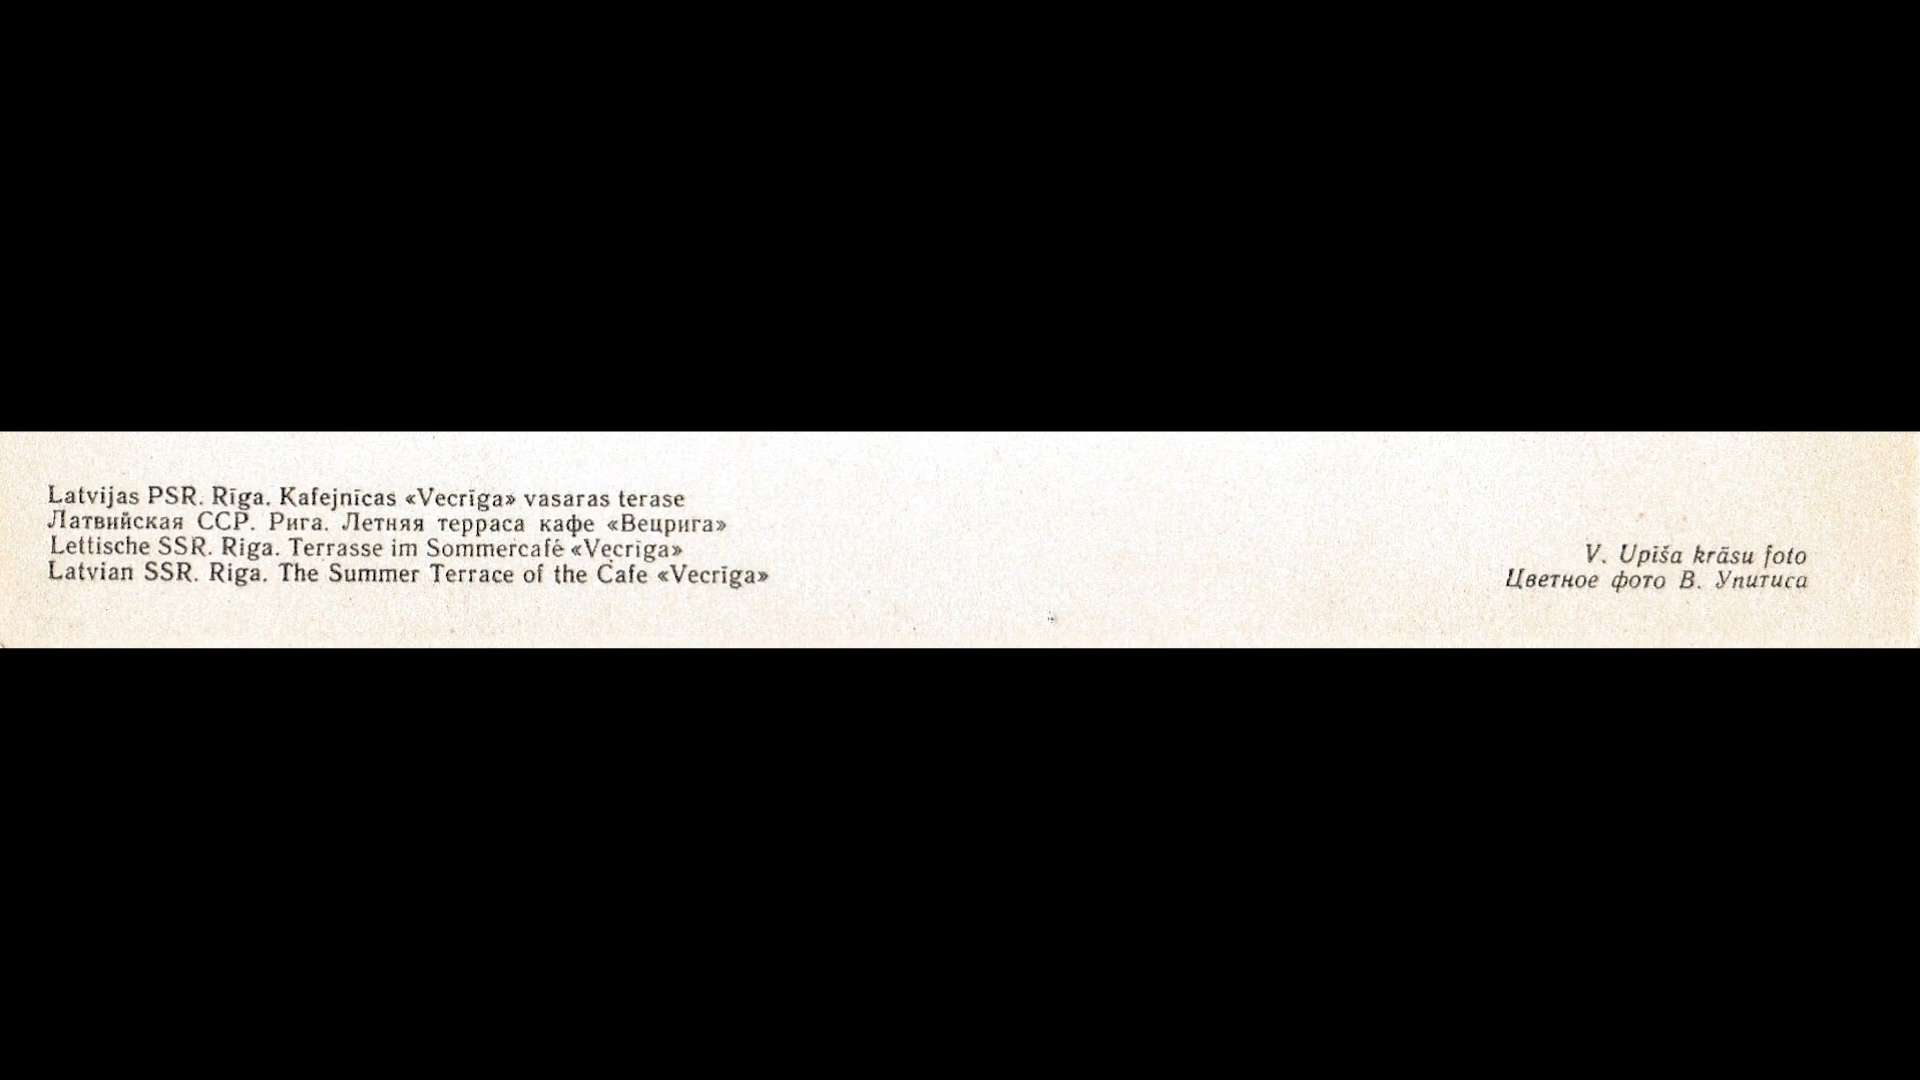 Latvijas PSR. Rīga. Kafejnīcas «Vecrīga» vasaras terase
Латвийская ССР. Рига. Летняя терраса кафе «Вецрига»
Lettische SSR. Riga. Terrasse im Sommercafé «Vecrīga»
Latvian SSR. Riga. The Summer Terrace of the Cafe «Vecrīga»
V. Upīša krāsu foto
Цветное фото В. Упитиса